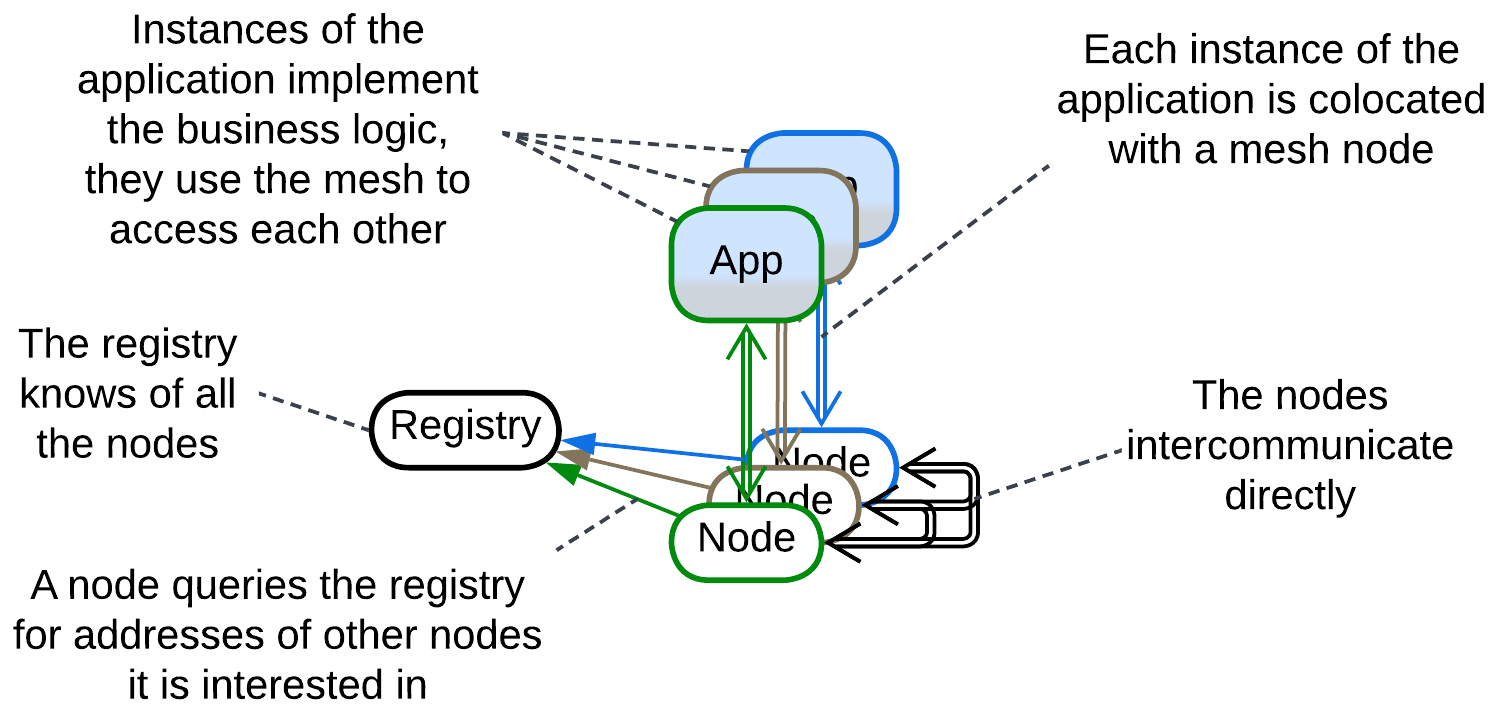 Instances of the
application implement
the business logic,
they use the mesh to
access each other
Each instance of the
application is colocated
with a mesh node
App
The registry
knows of all
the nodes
Registry
The nodes
intercommunicate
directly
Node
Node
Node
A node queries the registry
for addresses of other nodes
it is interested in